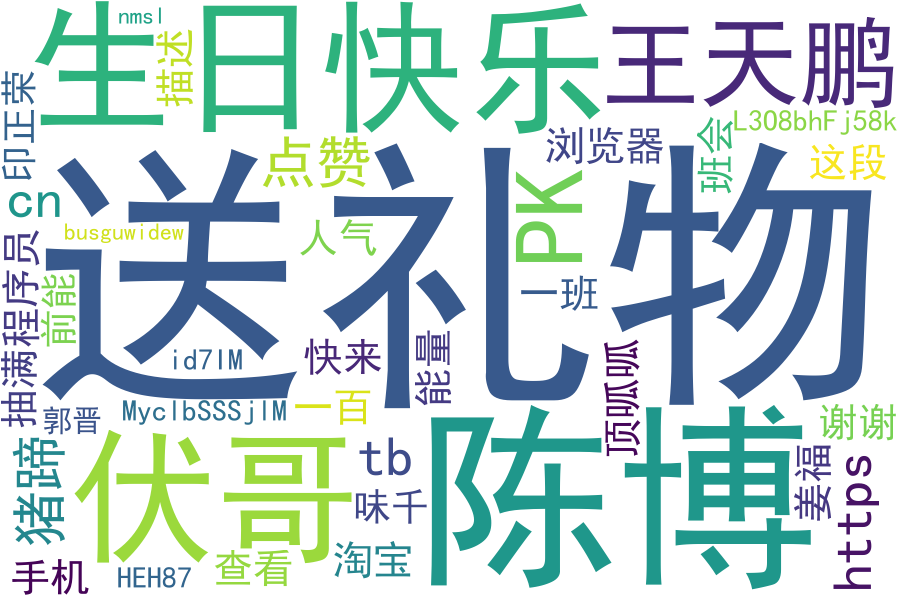 nmsl
生日快乐
王天鹏
描述
印正荣
点赞
浏览器
L308bhFj58k
班会
这段
送礼物
PK
cn
busguwidew
人气
一班
抽满程序员
前能
id7IM
快来
能量
顶呱呱
MyclbSSSjlM
一百
郭晋
谢谢
猪蹄
伏哥
tb
陈博
味千
姜福
https
手机
HEH87
查看
淘宝